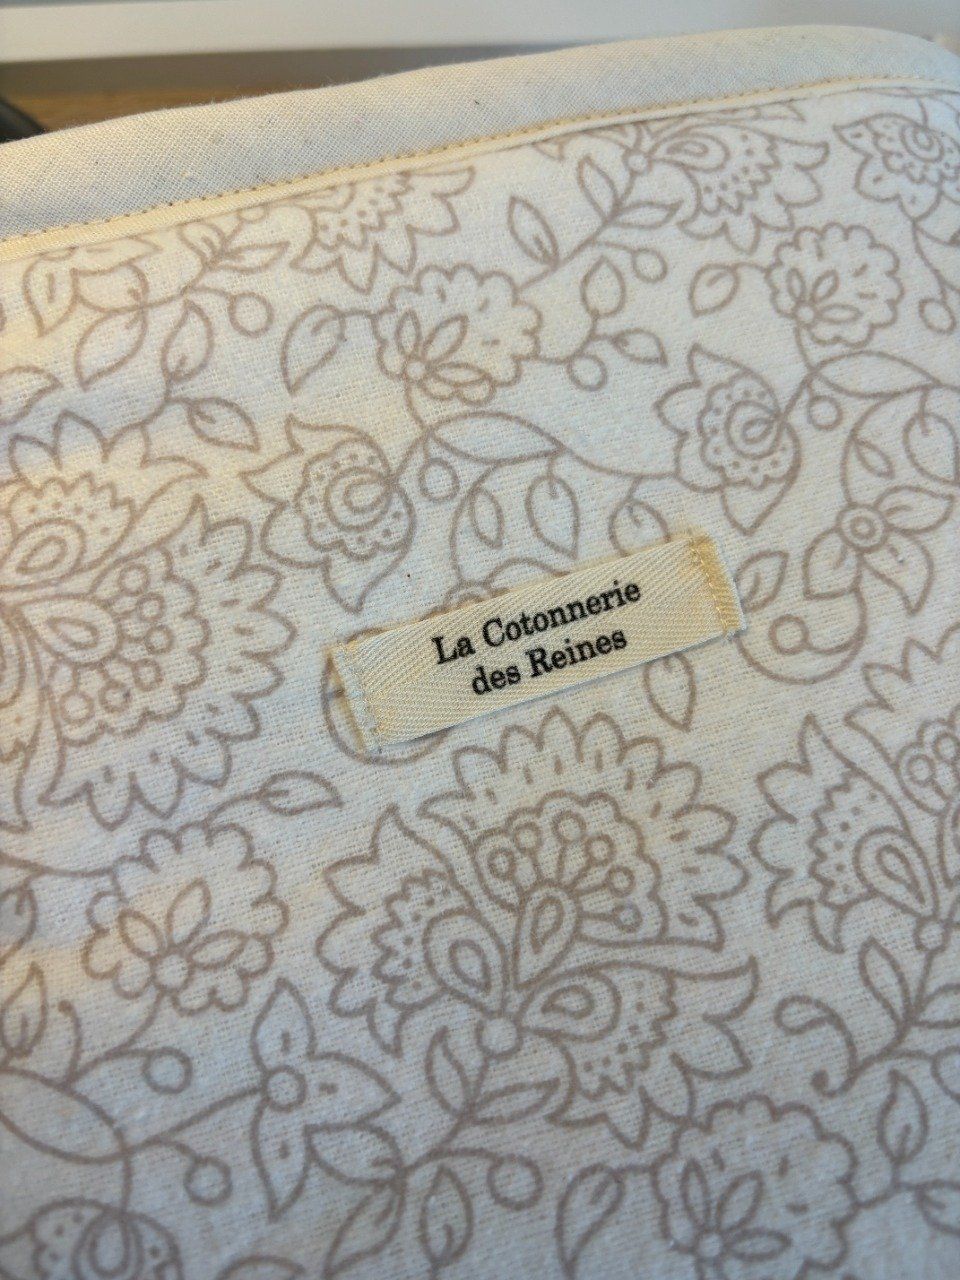 La Cotonnerie
des Reines